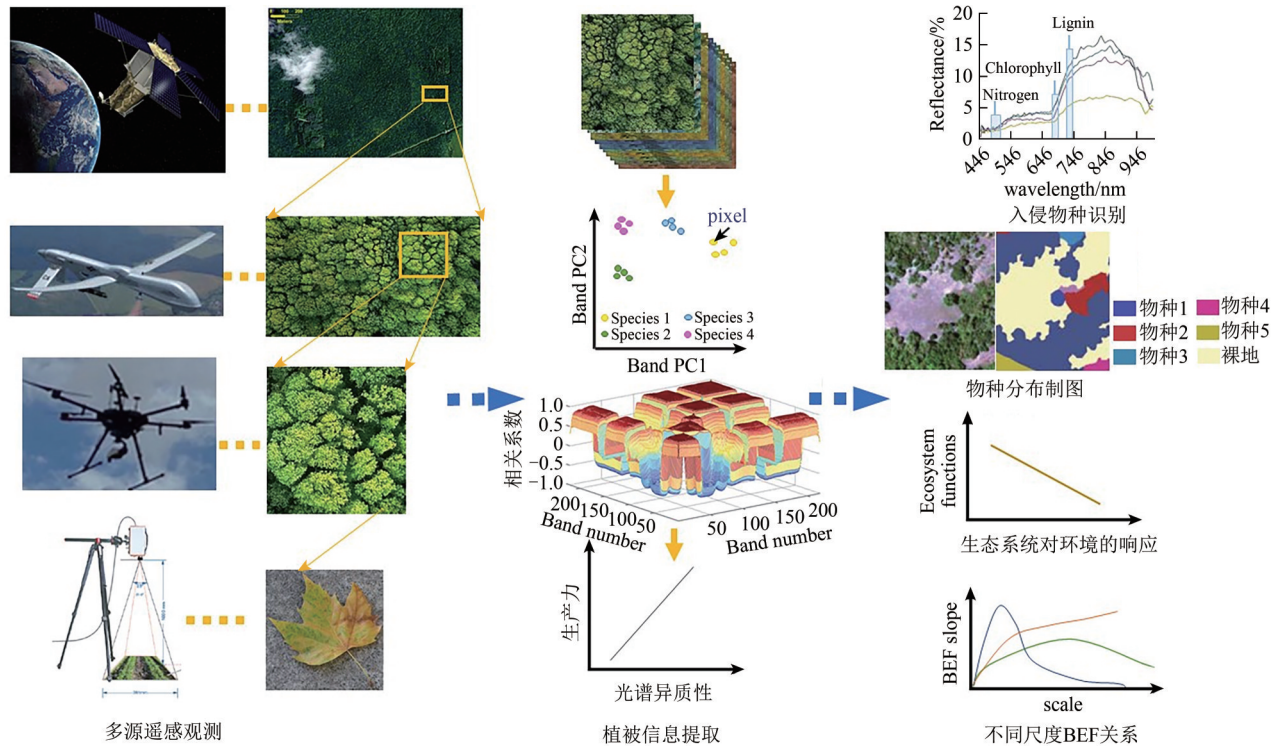 多源遥感观测
pixel
Band PC2
Species 1
Species 3
Species 2
Species 4
Band PC1
相关系数
1.0
0.5
0
−0.5
−1.0
200
150
100
50
Band number
50
100
150
200
Band number
生产力
光谱异质性
植被信息提取
Reflectance/%
20
15
10
5
0
Lignin
Chlorophyll
Nitrogen
446
546
646
746
846
946
wavelength/nm
入侵物种识别
物种1
物种4
物种2
物种5
物种3
裸地
物种分布制图
Ecosystem
functions
生态系统对环境的响应
BEF slope
scale
不同尺度BEF关系